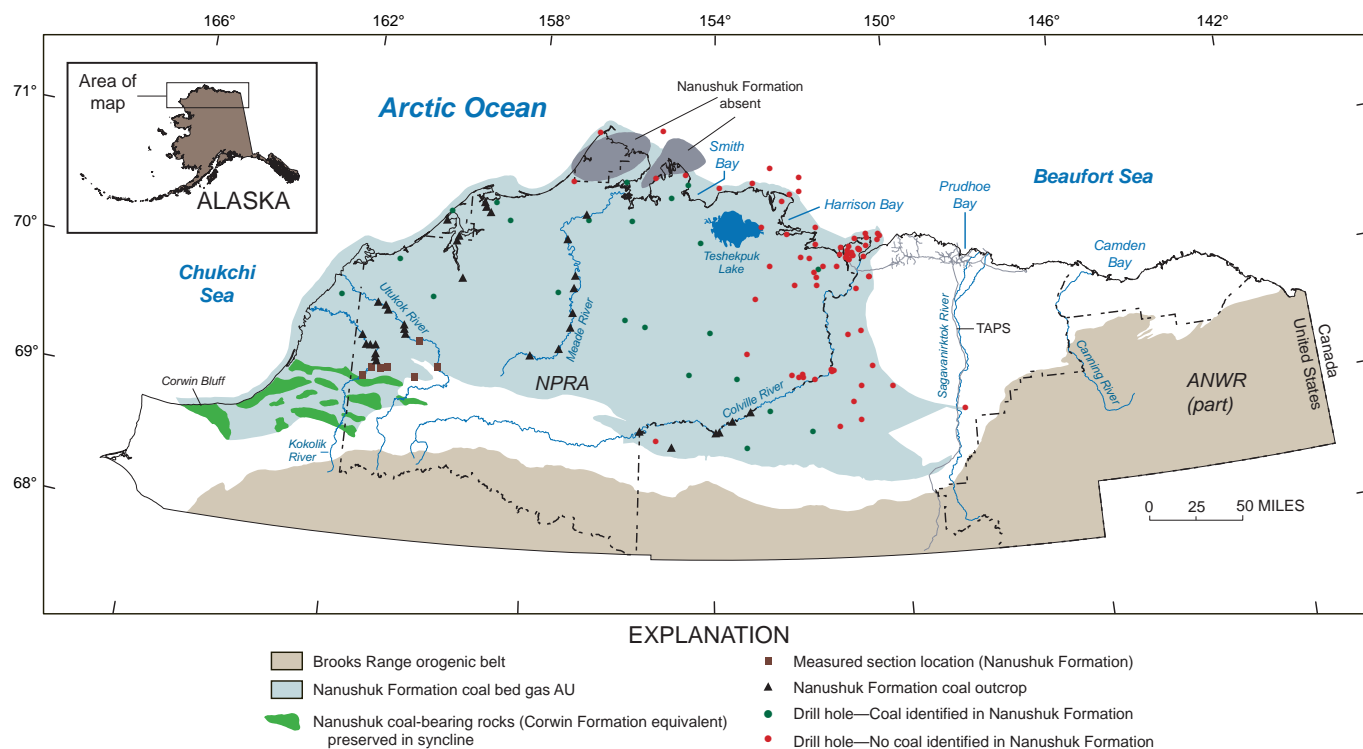 166°
162°
158°
154°
150°
146°
142°
71°
70°
69°
68°
Area of
map
ALASKA
Arctic Ocean
Nanushuk Formation
absent
Smith
Bay
Harrison Bay
Prudhoe
Bay
Beaufort Sea
Camden
Bay
Teshekpuk
Lake
Chukchi
Sea
Utukok River
Meade River
Sagavanirktok River
TAPS
Canning River
Canada
United States
Corwin Bluff
NPRA
Colville River
ANWR
(part)
Kokolik
River
0 25 50 MILES
EXPLANATION
Brooks Range orogenic belt
Nanushuk Formation coal bed gas AU
Nanushuk coal-bearing rocks (Corwin Formation equivalent)
preserved in syncline
Measured section location (Nanushuk Formation)
Nanushuk Formation coal outcrop
Drill hole—Coal identified in Nanushuk Formation
Drill hole—No coal identified in Nanushuk Formation